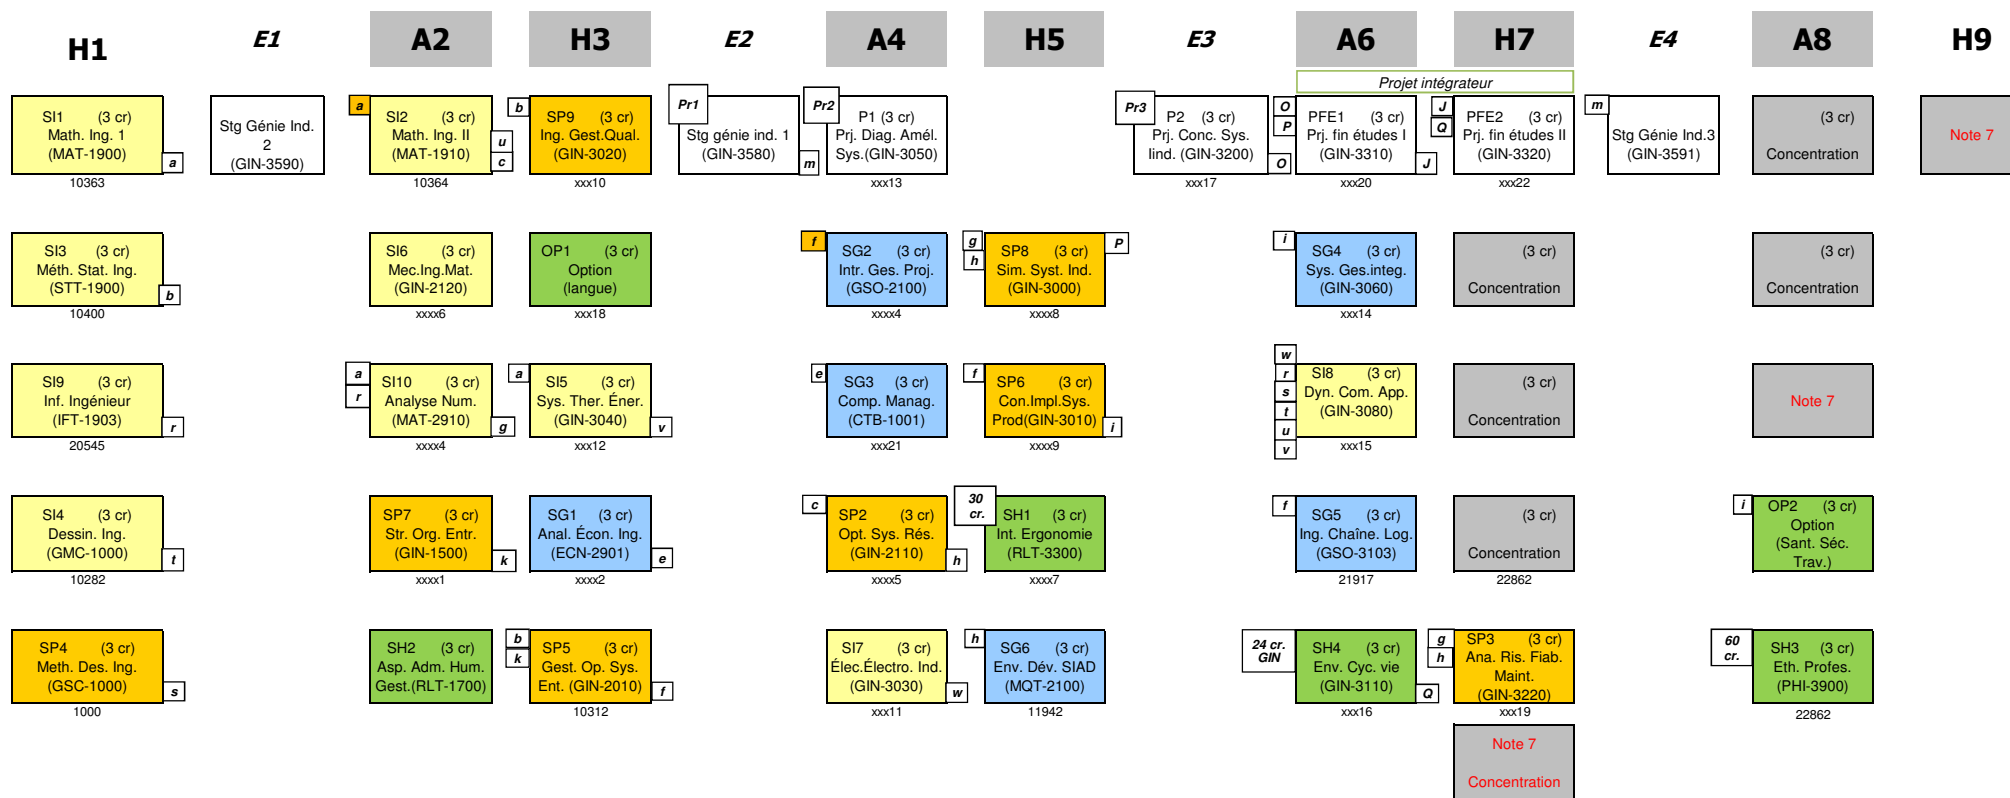 H1 E1 A2 H3 E2 A4 H5 E3 A6 H7 E4 A8 H9
Projet intégrateur
SI1 (3 cr)
Math. Ing. 1
(MAT-1900)
a
10363
Stg Génie Ind.
2
(GIN-3590)
a
SI2 (3 cr)
Math. Ing. II
(MAT-1910)
u
c
10364
b
SP9 (3 cr)
Ing. Gest.Qual.
(GIN-3020)
xxx10
Pr1
Stg génie ind. 1
(GIN-3580)
m
Pr2
P1 (3 cr)
Prj. Diag. Amél.
Sys.(GIN-3050)
xxx13
Pr3
P2 (3 cr)
Prj. Conc. Sys.
Iind. (GIN-3200)
O
xxx17
O
P
PFE1 (3 cr)
Prj. fin études I
(GIN-3310)
J
xxx20
J
Q
PFE2 (3 cr)
Prj. fin études II
(GIN-3320)
xxx22
m
Stg Génie Ind.3
(GIN-3591)
(3 cr)
Concentration
Note 7
SI3 (3 cr)
Méth. Stat. Ing.
(STT-1900)
b
10400
SI6 (3 cr)
Mec.Ing.Mat.
(GIN-2120)
xxxx6
OP1 (3 cr)
Option
(langue)
xxx18
f
SG2 (3 cr)
Intr. Ges. Proj.
(GSO-2100)
xxxx4
g
h
SP8 (3 cr)
Sim. Syst. Ind.
(GIN-3000)
P
xxxx8
i
SG4 (3 cr)
Sys. Ges.integ.
(GIN-3060)
xxx14
(3 cr)
Concentration
(3 cr)
Concentration
SI9 (3 cr)
Inf. Ingénieur
(IFT-1903)
r
20545
a
r
SI10 (3 cr)
Analyse Num.
(MAT-2910)
g
xxxx4
a
SI5 (3 cr)
Sys. Ther. Éner.
(GIN-3040)
v
xxx12
e
SG3 (3 cr)
Comp. Manag.
(CTB-1001)
xxx21
f
SP6 (3 cr)
Con.Impl.Sys.
Prod(GIN-3010)
i
xxxx9
w
r
s
t
u
v
SI8 (3 cr)
Dyn. Com. App.
(GIN-3080)
xxx15
(3 cr)
Concentration
Note 7
SI4 (3 cr)
Dessin. Ing.
(GMC-1000)
t
10282
SP7 (3 cr)
Str. Org. Entr.
(GIN-1500)
k
xxxx1
SG1 (3 cr)
Anal. Écon. Ing.
(ECN-2901)
e
xxxx2
c
SP2 (3 cr)
Opt. Sys. Rés.
(GIN-2110)
h
xxxx5
30
cr.
SH1 (3 cr)
Int. Ergonomie
(RLT-3300)
xxxx7
f
SG5 (3 cr)
Ing. Chaîne. Log.
(GSO-3103)
21917
(3 cr)
Concentration
22862
i
OP2 (3 cr)
Option
(Sant. Séc.
Trav.)
SP4 (3 cr)
Meth. Des. Ing.
(GSC-1000)
s
1000
SH2 (3 cr)
Asp. Adm. Hum.
Gest.(RLT-1700)
b
k
SP5 (3 cr)
Gest. Op. Sys.
Ent. (GIN-2010)
f
10312
SI7 (3 cr)
Élec.Électro. Ind.
(GIN-3030)
w
xxx11
h
SG6 (3 cr)
Env. Dév. SIAD
(MQT-2100)
11942
24 cr.
GIN
SH4 (3 cr)
Env. Cyc. vie
(GIN-3110)
Q
xxx16
g
h
SP3 (3 cr)
Ana. Ris. Fiab.
Maint.
(GIN-3220)
xxx19
60
cr.
SH3 (3 cr)
Eth. Profes.
(PHI-3900)
22862
Note 7
Concentration